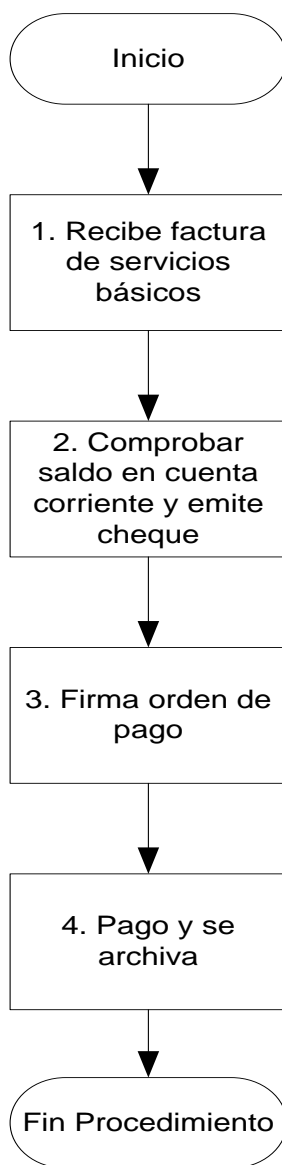 Inicio
1. Recibe factura
de servicios
básicos
2. Comprobar
saldo en cuenta
corriente y emite
cheque
3. Firma orden de
pago
4. Pago y se
archiva
Fin Procedimiento